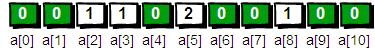 0 0 1 1 0 2 0 0 1 0 0
a[0] a[1] a[2] a[3] a[4] a[5] a[6] a[7] a[8] a[9] a[10]